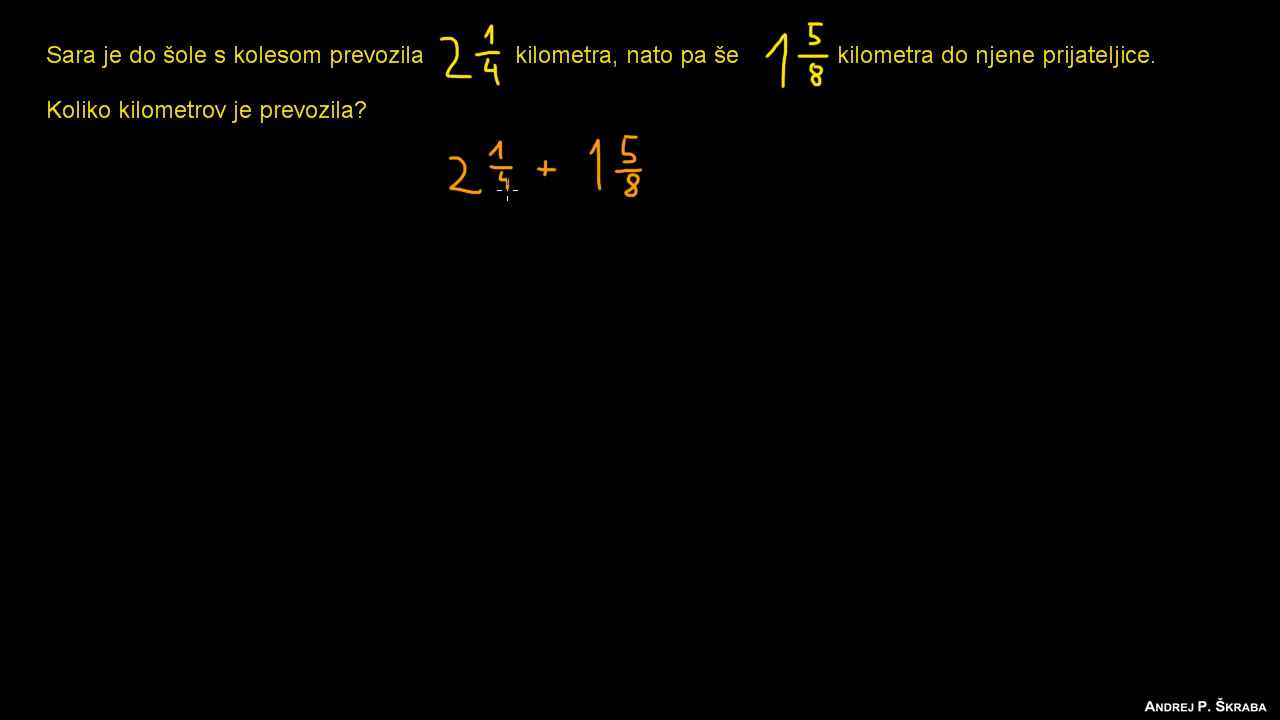 Sara je do šole s kolesom prevozila 2 1/4 kilometra, nato pa še 1 5/8 kilometra do njene prijateljice.
Koliko kilometrov je prevozila?
2 1/4 + 1 5/8
ANDREJ P. ŠKRABA